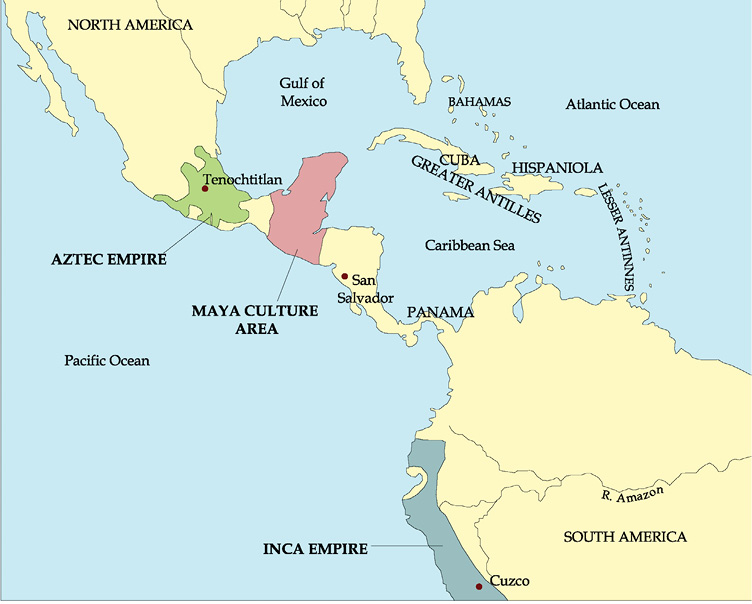 NORTH AMERICA
Gulf of
Mexico
BAHAMAS
Atlantic Ocean
CUBA
HISPANIOLA
GREATER ANTILLES
LESSER ANTINNES
Tenochtitlan
AZTEC EMPIRE
Caribbean Sea
San
Salvador
MAYA CULTURE
AREA
PANAMA
Pacific Ocean
R. Amazon
SOUTH AMERICA
INCA EMPIRE
Cuzco